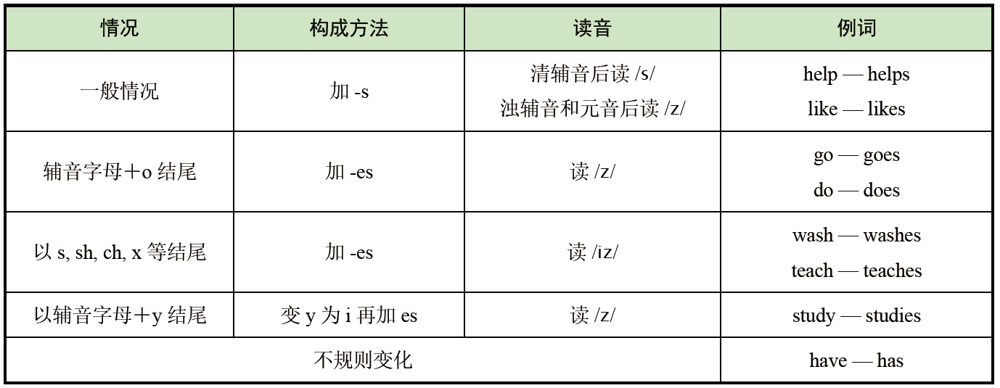 情况 构成方法 读音 例词
一般情况 加 -s 清辅音后读 /s/ help — helps
浊辅音和元音后读 /z/ like — likes
辅音字母＋o 结尾 加 -es 读 /z/ go — goes
do — does
以 s, sh, ch, x 等结尾 加 -es 读 /iz/ wash — washes
teach — teaches
以辅音字母＋y 结尾 变 y 为 i 再加 es 读 /z/ study — studies
不规则变化 have — has